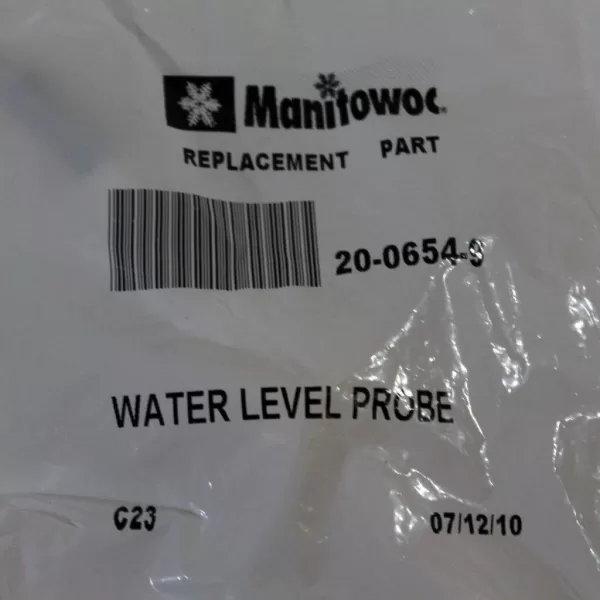 Manitowoc
REPLACEMENT PART
20-0654-9
WATER LEVEL PROBE
C23
07/12/10